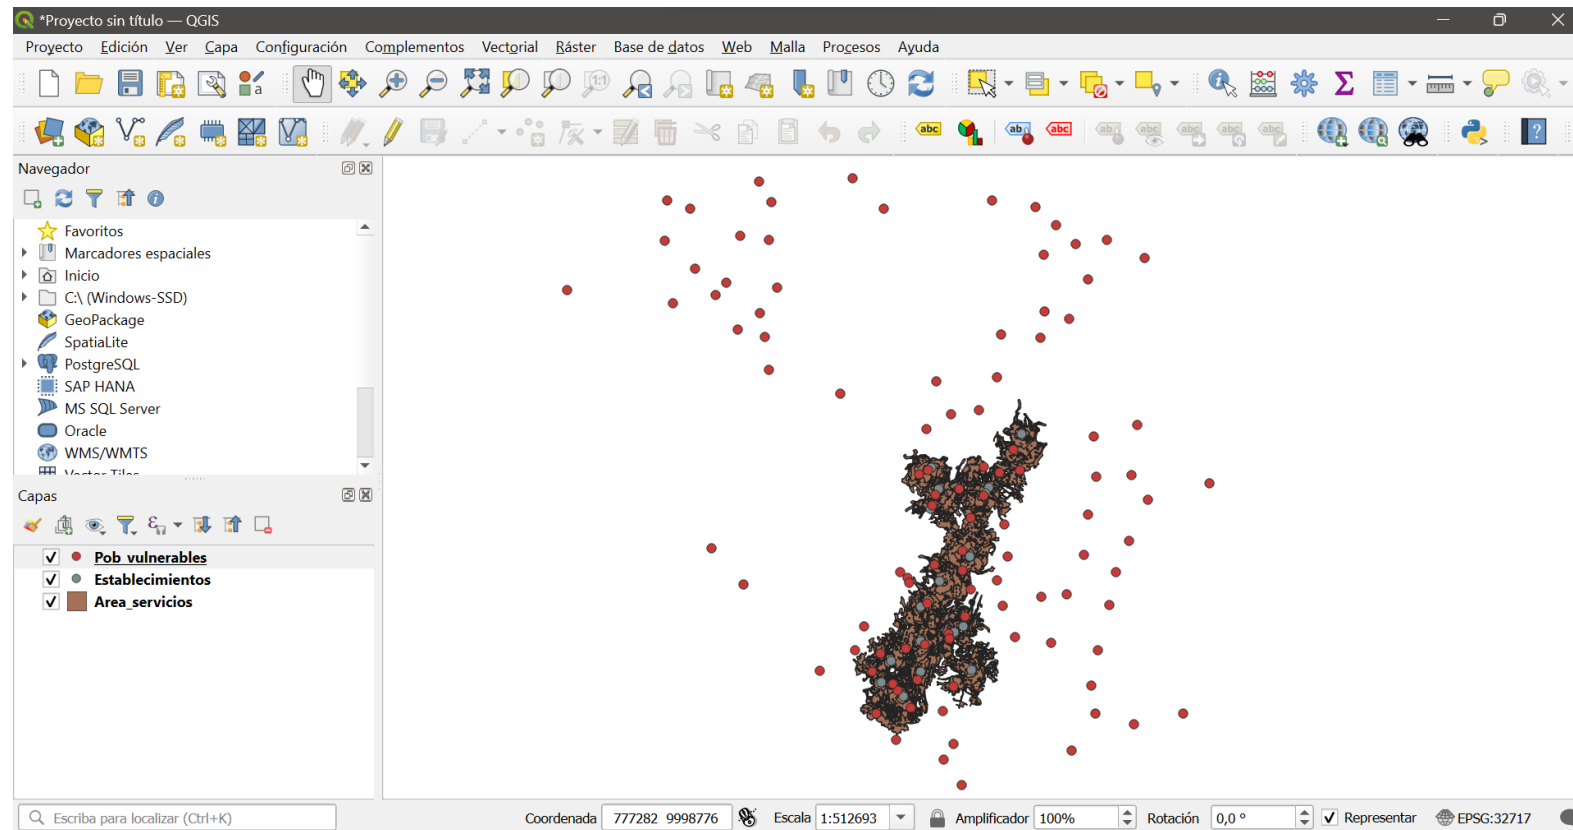 *Proyecto sin título — QGIS
Proyecto Edición Ver Capa Configuración Complementos Vectorial Ráster Base de datos Web Malla Procesos Ayuda
Navegador
Favoritos
Marcadores espaciales
Inicio
C:\ (Windows-SSD)
GeoPackage
SpatiaLite
PostgreSQL
SAP HANA
MS SQL Server
Oracle
WMS/WMTS
Vector Tiles
Capas
Pob_vulnerables
Establecimientos
Area_servicios
Escriba para localizar (Ctrl+K)
Coordenada 777282 9998776 Escala 1:512693 Amplificador 100% Rotación 0,0 ° Representar EPSG:32717